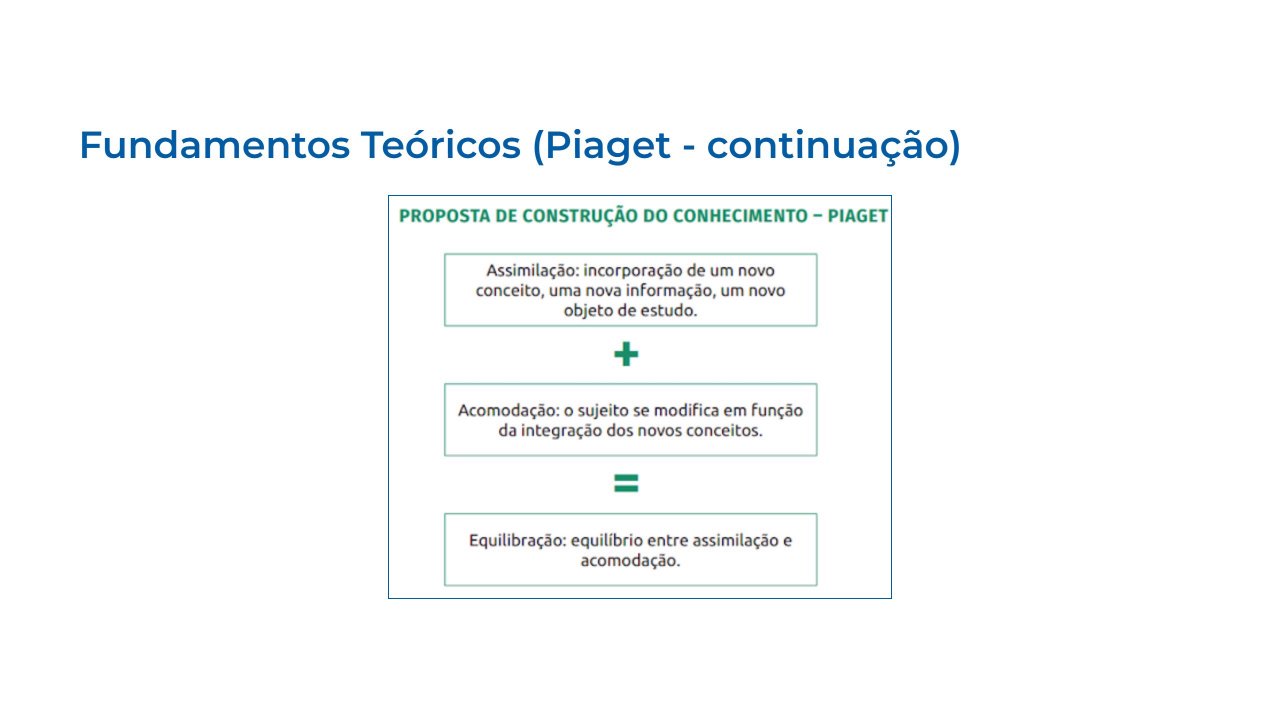 Fundamentos Teóricos (Piaget - continuação)
PROPOSTA DE CONSTRUÇÃO DO CONHECIMENTO – PIAGET
Assimilação: incorporação de um novo
conceito, uma nova informação, um novo
objeto de estudo.
+
Acomodação: o sujeito se modifica em função
da integração dos novos conceitos.
=
Equilibração: equilíbrio entre assimilação e
acomodação.